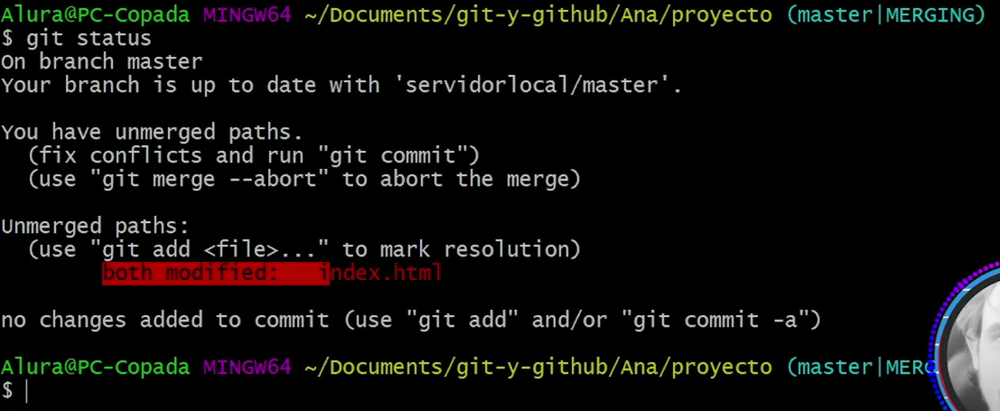 Alura@PC-Copada MINGW64 ~/Documents/git-y-github/Ana/proyecto (master|MERGING)
$ git status
On branch master
Your branch is up to date with 'servidorlocal/master'.
You have unmerged paths.
  (fix conflicts and run "git commit")
  (use "git merge --abort" to abort the merge)
Unmerged paths:
  (use "git add <file>..." to mark resolution)
        both modified:   index.html
no changes added to commit (use "git add" and/or "git commit -a")
Alura@PC-Copada MINGW64 ~/Documents/git-y-github/Ana/proyecto (master|MERG
$